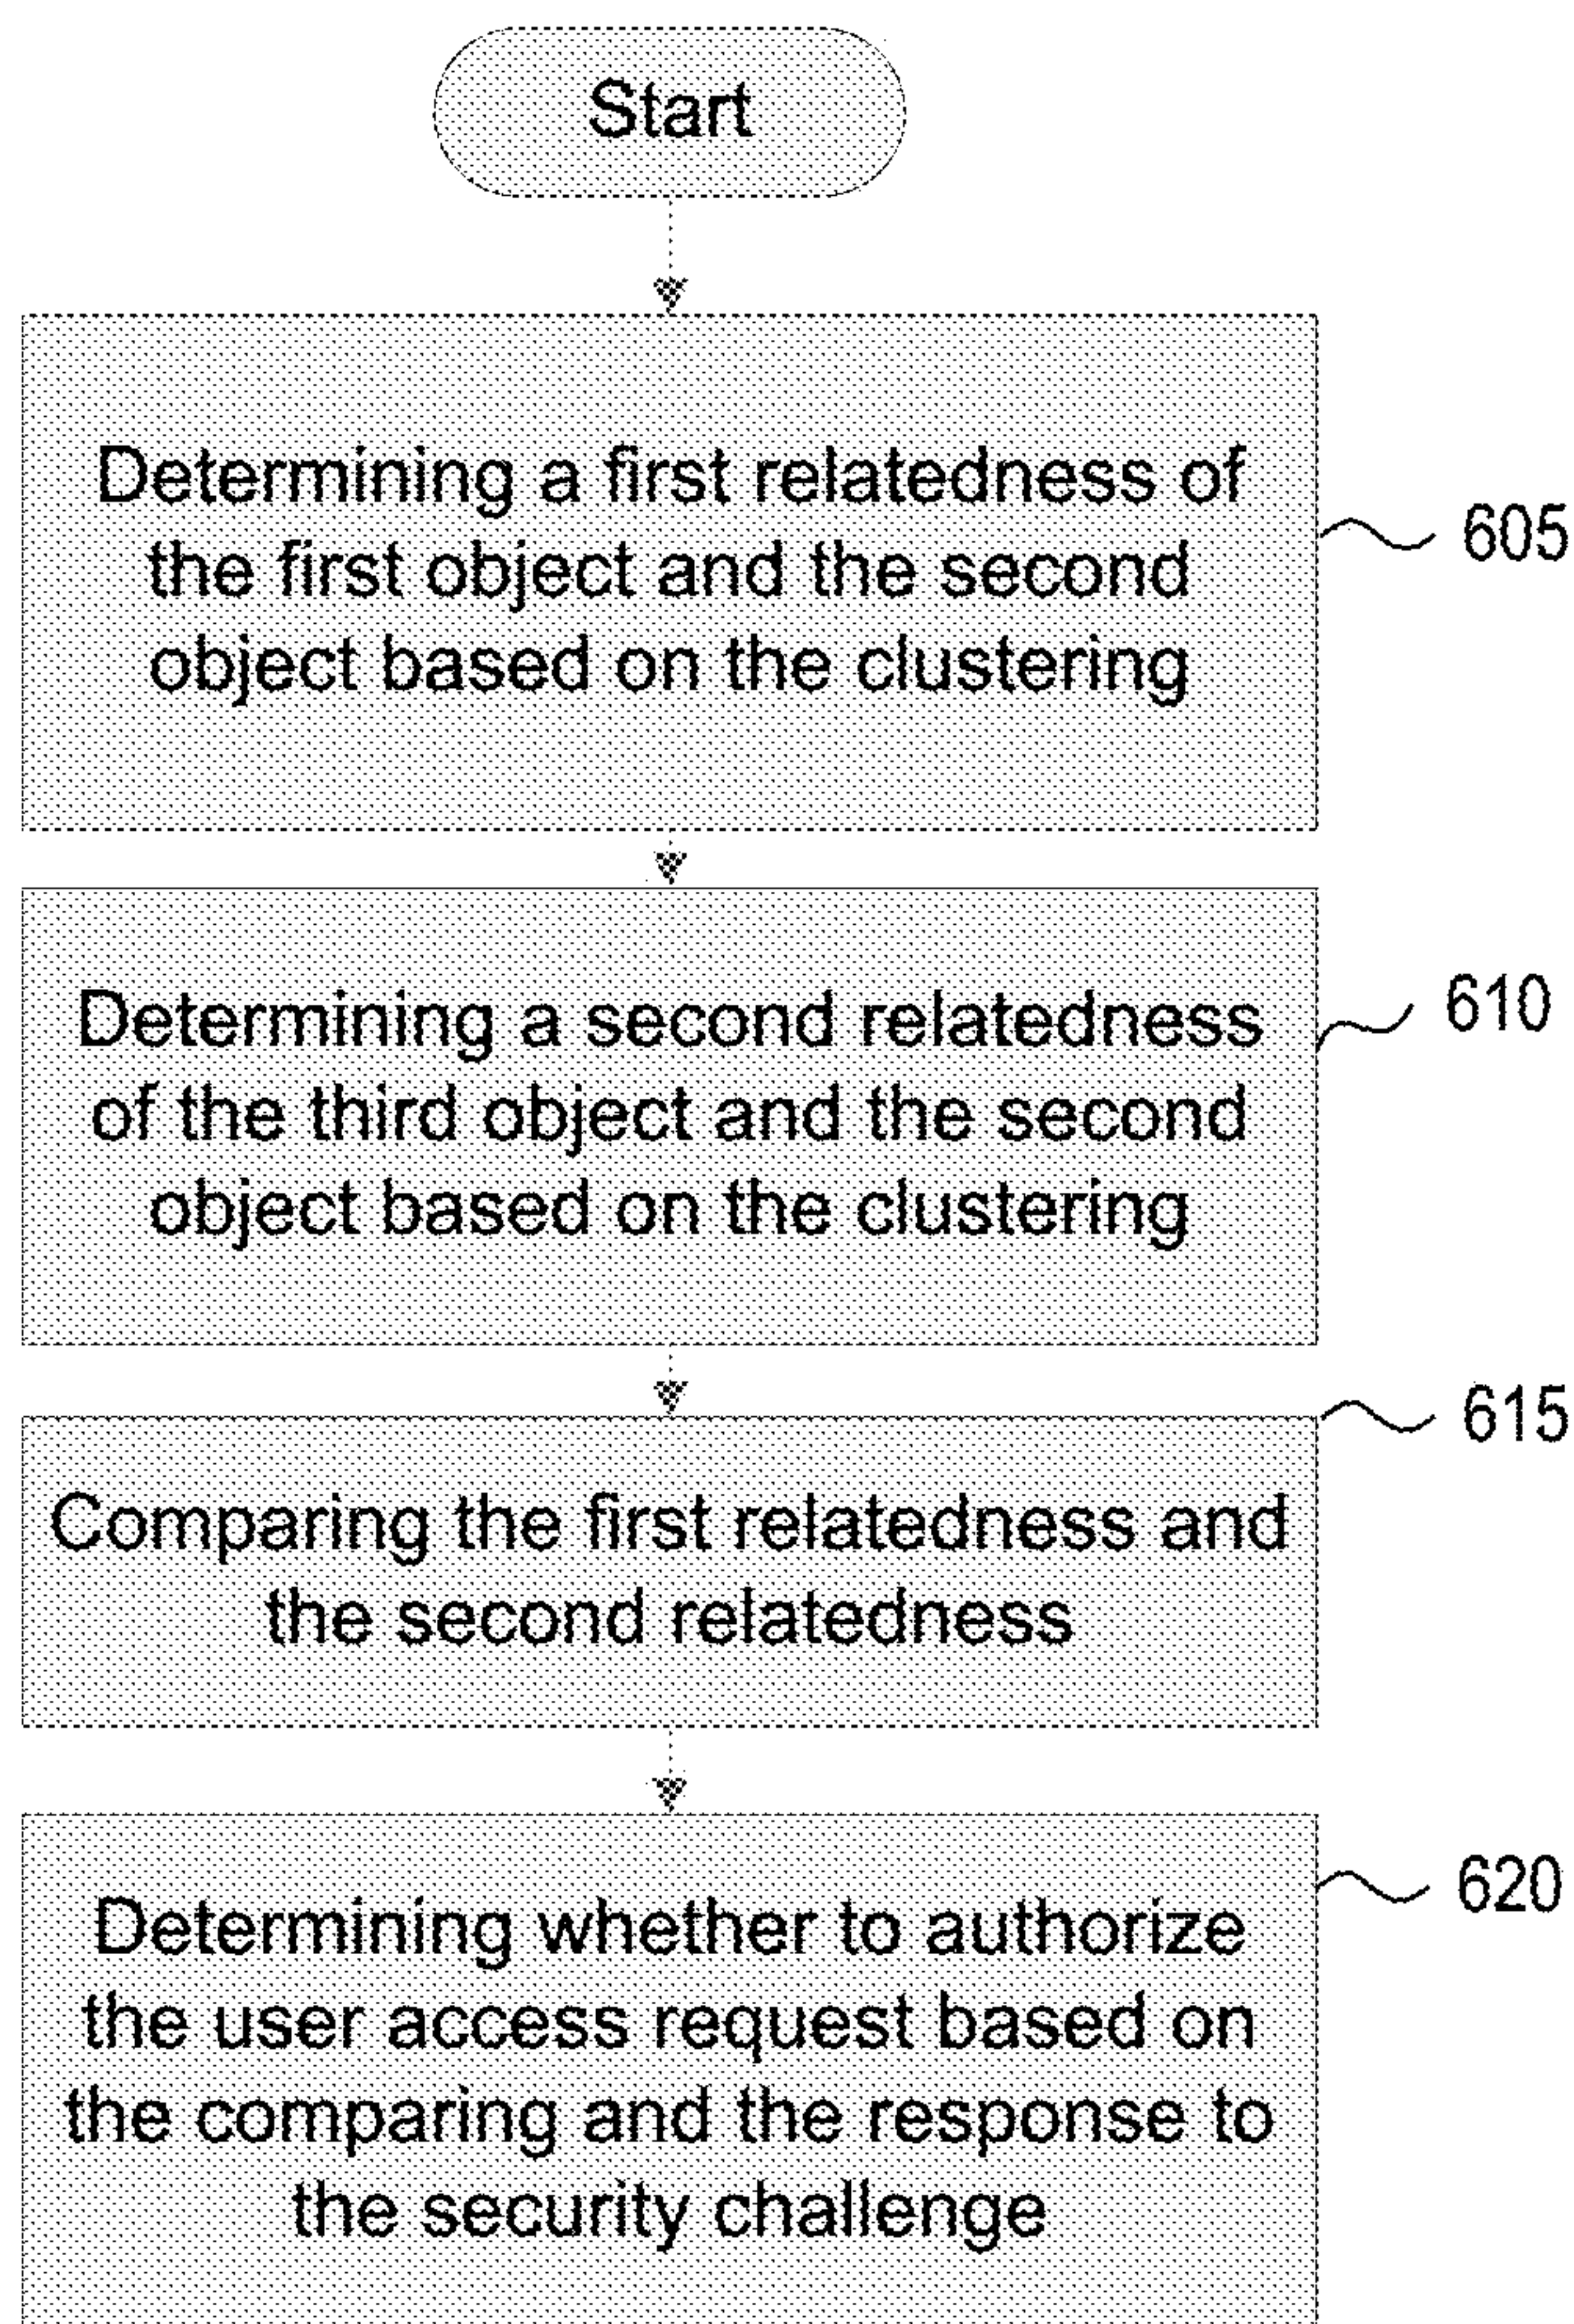 Start
Determining a first relatedness of
the first object and the second
object based on the clustering
605
Determining a second relatedness
of the third object and the second
object based on the clustering
610
615
Comparing the first relatedness and
the second relatedness
Determining whether to authorize
the user access request based on
the comparing and the response to
the security challenge
620